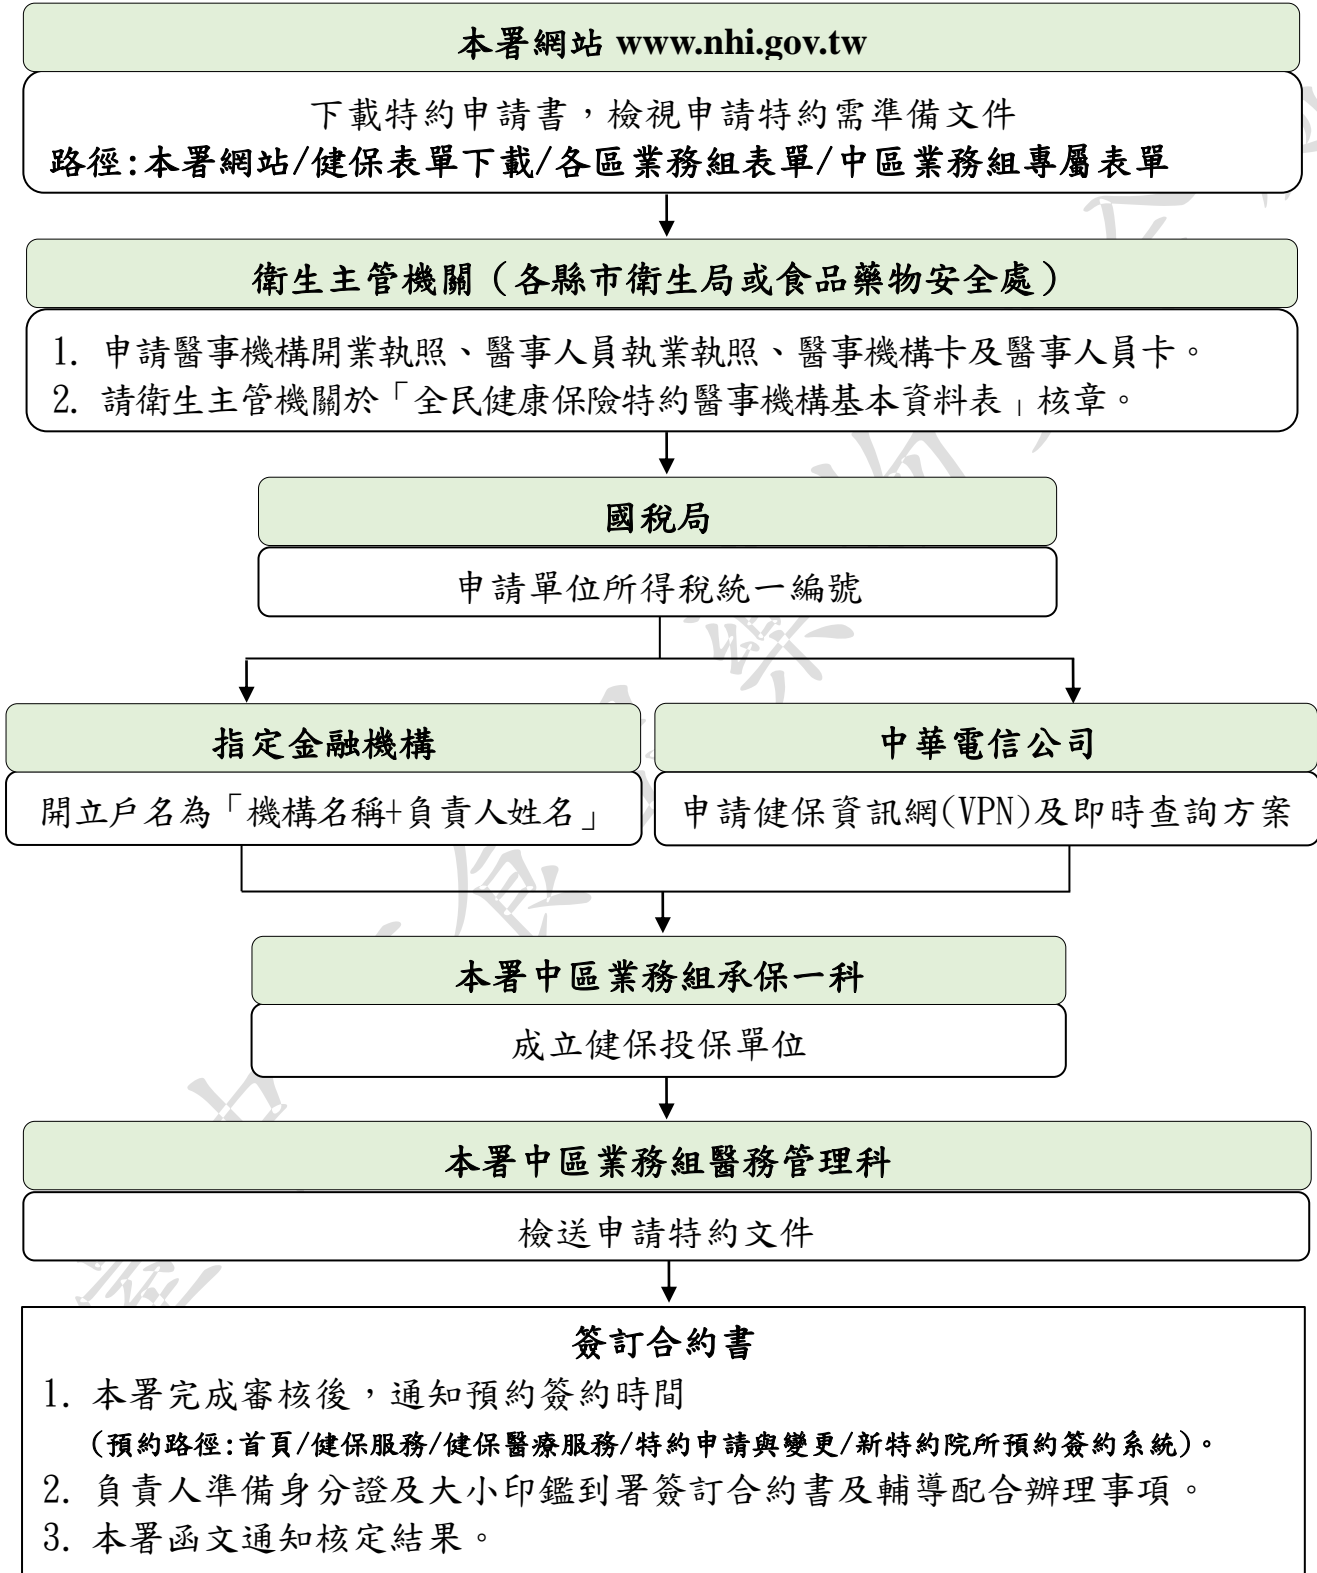 本署網站 www.nhi.gov.tw
下載特約申請書，檢視申請特約需準備文件
路徑:本署網站/健保表單下載/各區業務組表單/中區業務組專屬表單
衛生主管機關（各縣市衛生局或食品藥物安全處）
1. 申請醫事機構開業執照、醫事人員執業執照、醫事機構卡及醫事人員卡。
2. 請衛生主管機關於「全民健康保險特約醫事機構基本資料表」核章。
國稅局
申請單位所得稅統一編號
指定金融機構
開立戶名為「機構名稱+負責人姓名」
中華電信公司
申請健保資訊網(VPN)及即時查詢方案
本署中區業務組承保一科
成立健保投保單位
本署中區業務組醫務管理科
檢送申請特約文件
簽訂合約書
1. 本署完成審核後，通知預約簽約時間
(預約路徑:首頁/健保服務/健保醫療服務/特約申請與變更/新特約院所預約簽約系統)。
2. 負責人準備身分證及大小印鑑到署簽訂合約書及輔導配合辦理事項。
3. 本署函文通知核定結果。